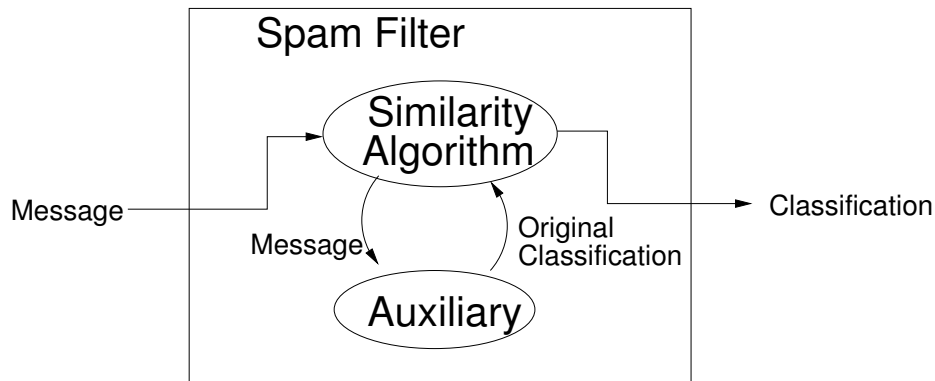 Spam Filter
Similarity
Algorithm
Message
Classification
Message
Original
Classification
Auxiliary